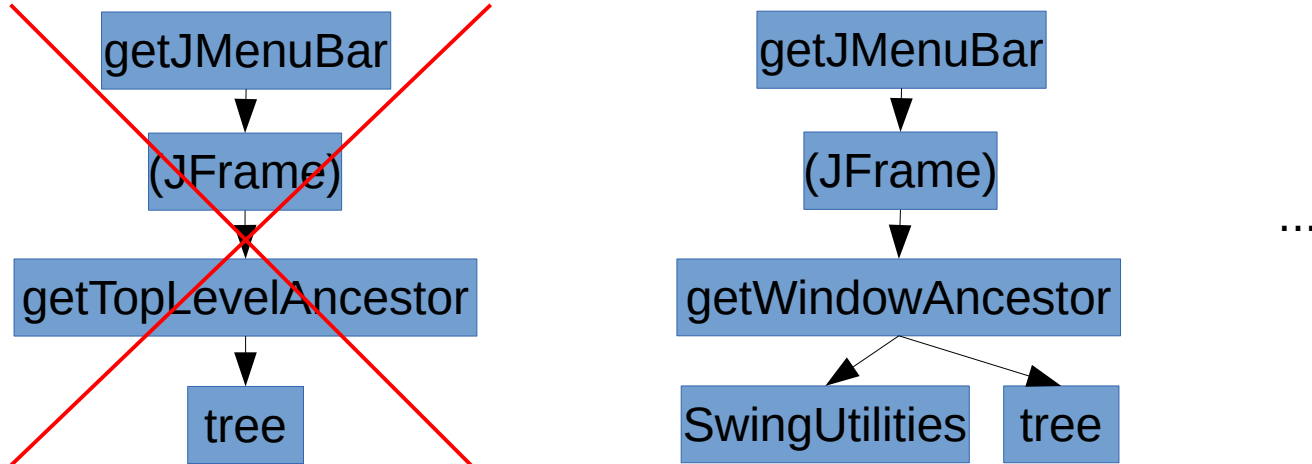 getJMenuBar
(JFrame)
getTopLevelAncestor
tree
getJMenuBar
(JFrame)
getWindowAncestor
SwingUtilities tree
...